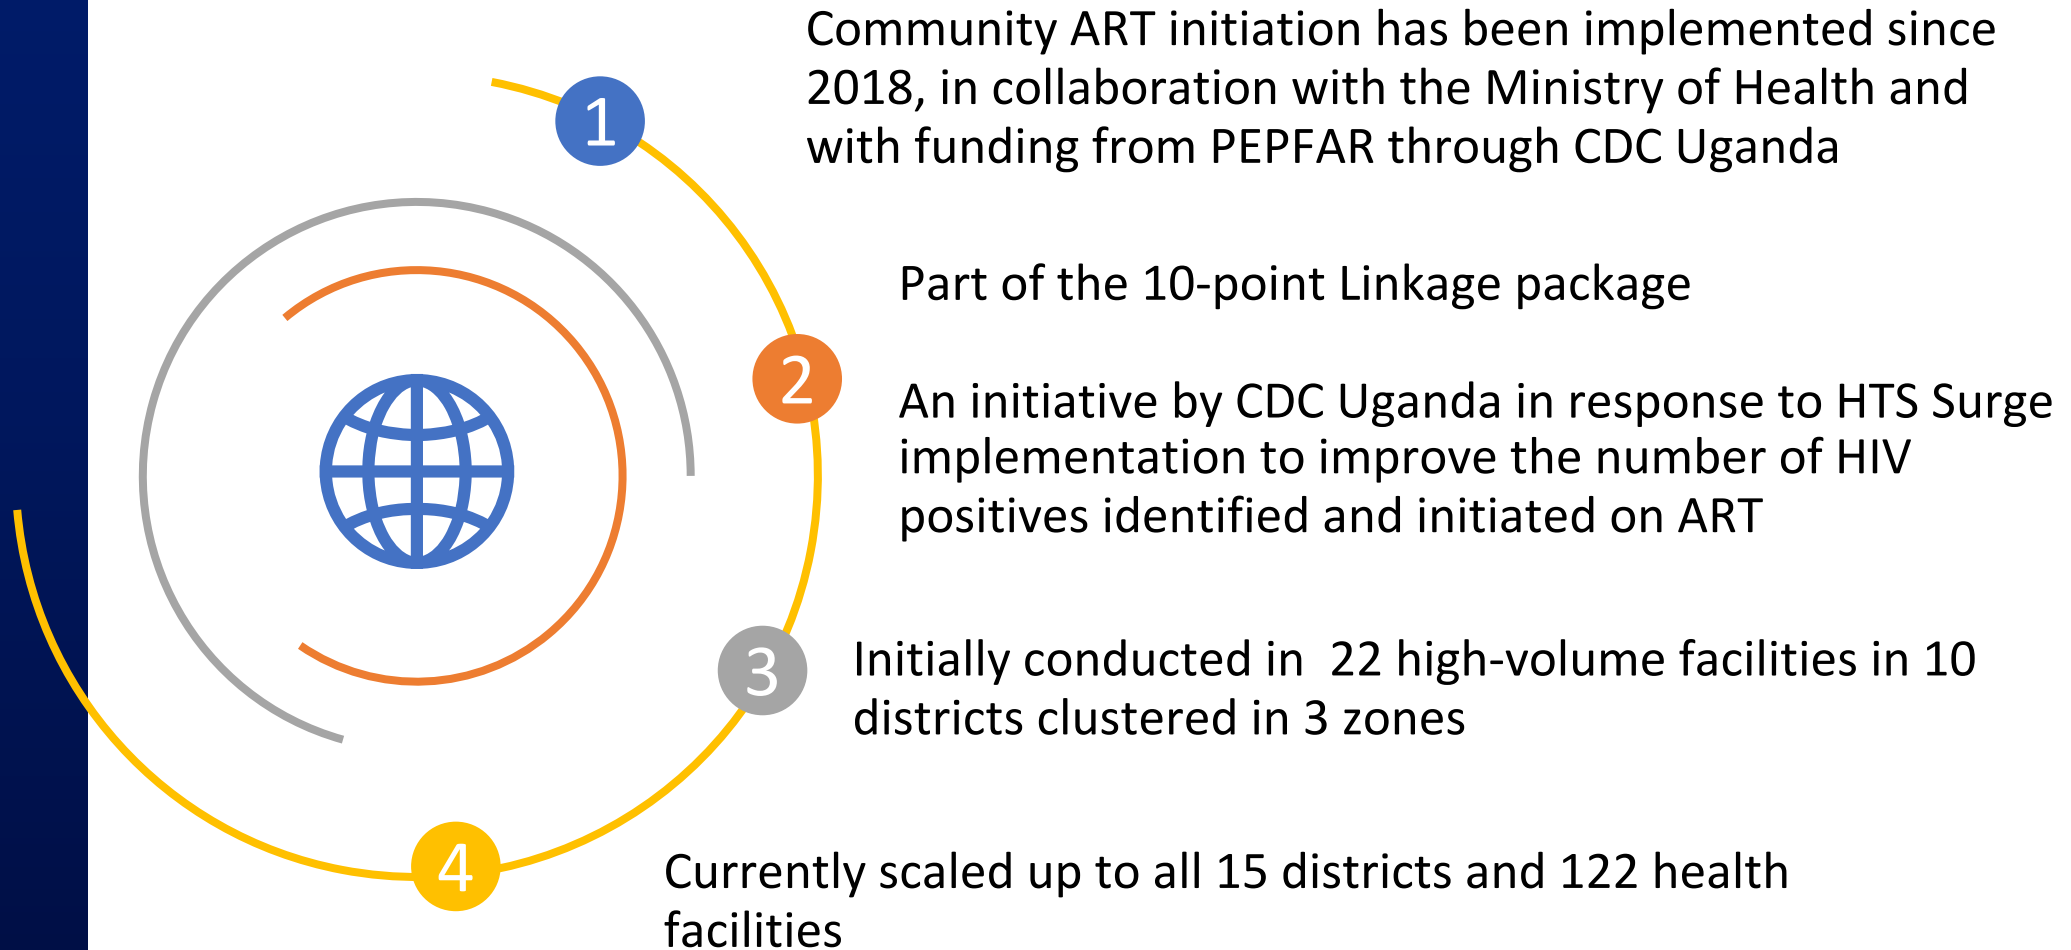 1
Community ART initiation has been implemented since
2018, in collaboration with the Ministry of Health and
with funding from PEPFAR through CDC Uganda
2
Part of the 10-point Linkage package
An initiative by CDC Uganda in response to HTS Surge
implementation to improve the number of HIV
positives identified and initiated on ART
3
Initially conducted in  22 high-volume facilities in 10
districts clustered in 3 zones
4
Currently scaled up to all 15 districts and 122 health
facilities